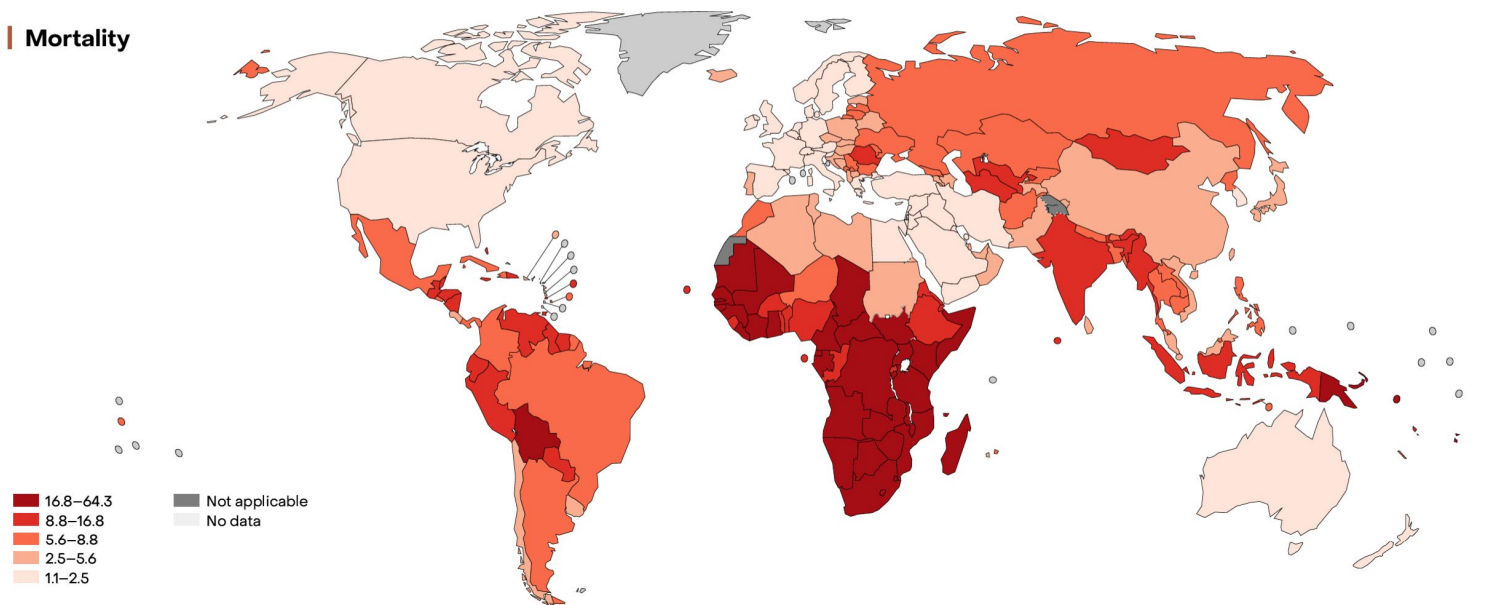 Mortality
16.8–64.3
8.8–16.8
5.6–8.8
2.5–5.6
1.1–2.5
Not applicable
No data